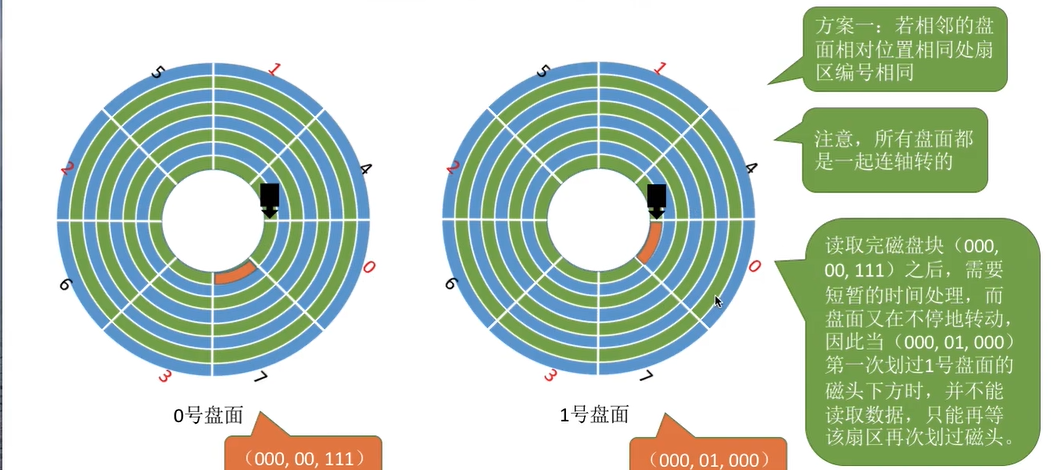 方案一：若相邻的盘
面相对位置相同处扇
区编号相同
注意，所有盘面都
是一起连轴转的
读取完磁盘块（000,
00, 111）之后，需要
短暂的时间处理，而
盘面又在不停地转动，
因此当（000, 01, 000）
第一次划过1号盘面的
磁头下方时，并不能
读取数据，只能再等
该扇区再次划过磁头。
5
1
2
4
6
0
3
7
0号盘面
（000, 00, 111）
5
1
2
4
6
0
3
7
1号盘面
（000, 01, 000）